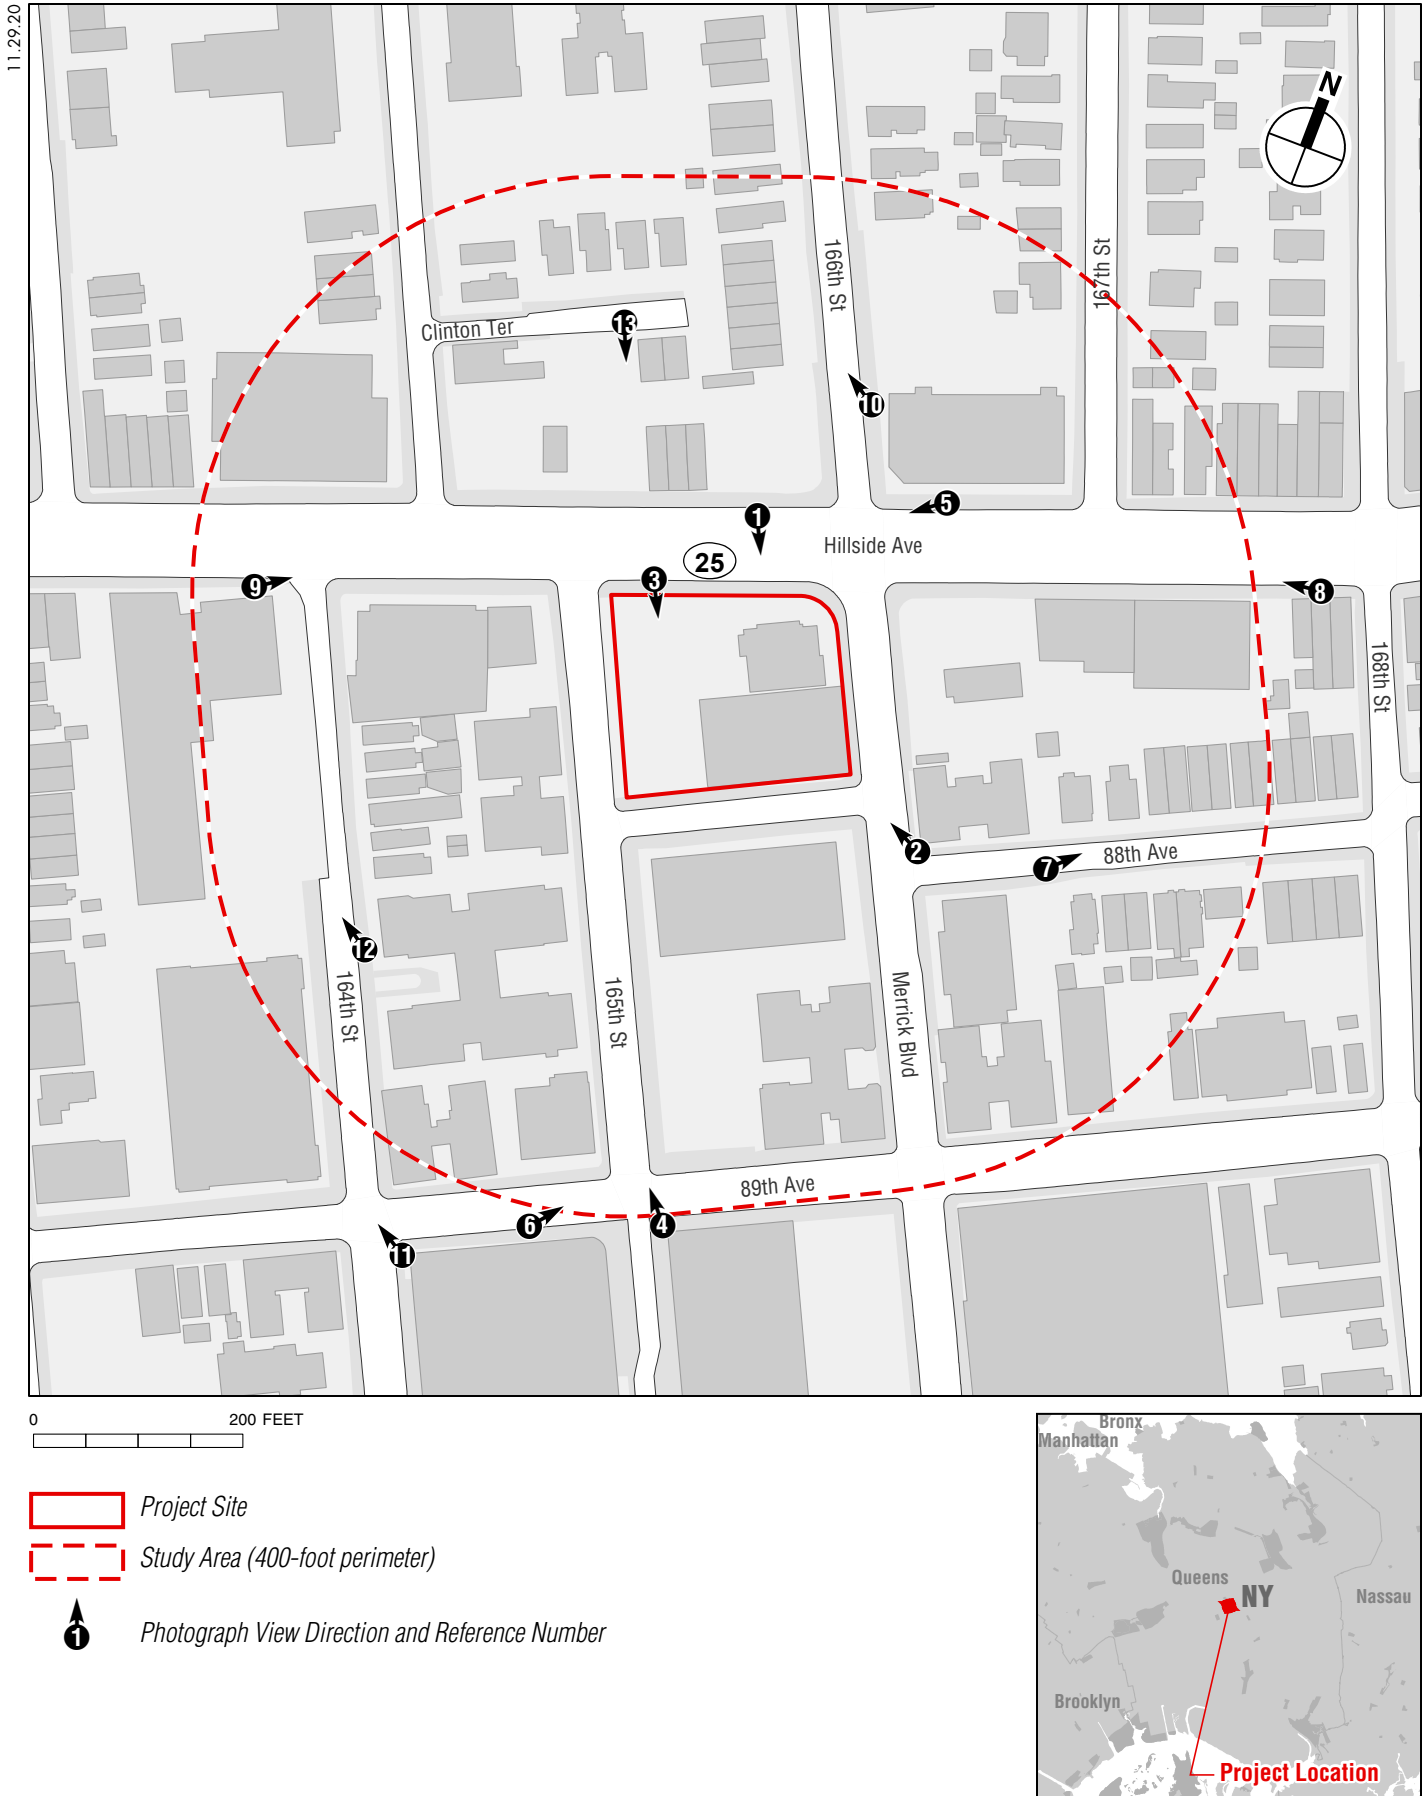 11.29.20
N
166th St
167th St
Clinton Ter
13
10
5
1
Hillside Ave
25
3
9
8
168th St
2
88th Ave
7
12
164th St
165th St
Merrick Blvd
89th Ave
6
4
11
0 200 FEET
Project Site
Study Area (400-foot perimeter)
1 Photograph View Direction and Reference Number
Bronx
Manhattan
Queens
NY
Nassau
Brooklyn
Project Location